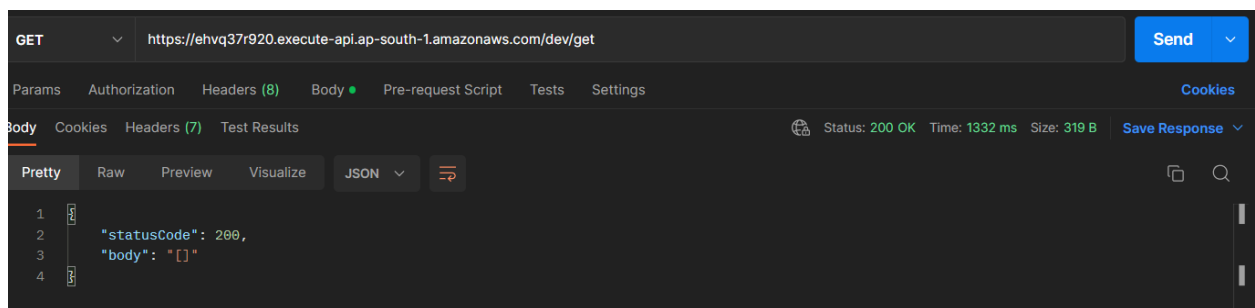 GET https://ehvq37r920.execute-api.ap-south-1.amazonaws.com/dev/get Send
Params Authorization Headers (8) Body Pre-request Script Tests Settings Cookies
Body Cookies Headers (7) Test Results Status: 200 OK Time: 1332 ms Size: 319 B Save Response
Pretty Raw Preview Visualize JSON
1 {
2 "statusCode": 200,
3 "body": "[]"
4 }